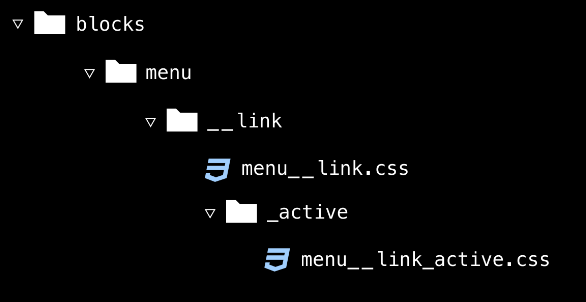 blocks
menu
__link
menu__link.css
_active
menu__link_active.css